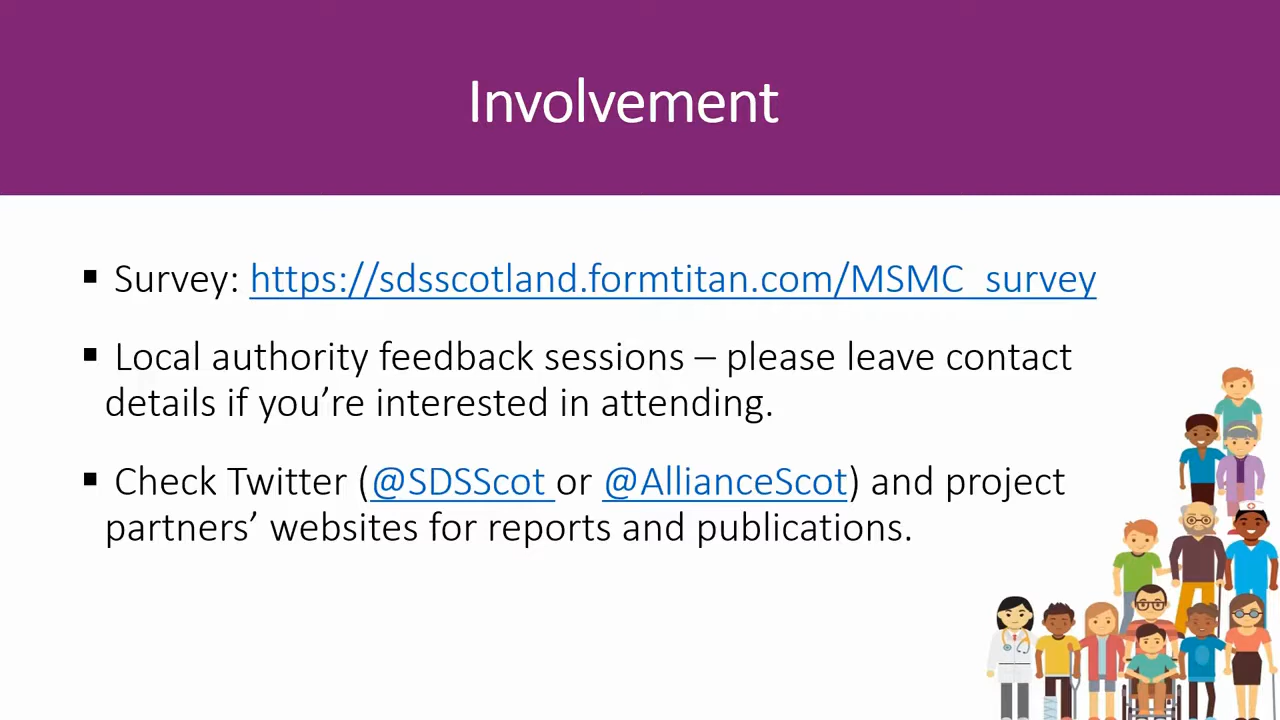 Involvement
▪ Survey: https://sdsscotland.formtitan.com/MSMC_survey
▪ Local authority feedback sessions – please leave contact
details if you’re interested in attending.
▪ Check Twitter (@SDSScot or @AllianceScot) and project
partners’ websites for reports and publications.